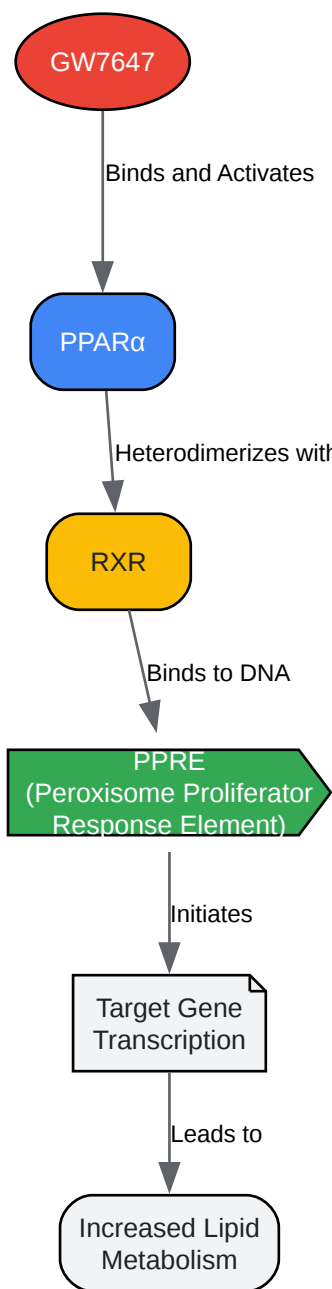 GW7647
Binds and Activates
PPARα
Heterodimerizes with
RXR
Binds to DNA
PPRE
(Peroxisome Proliferator
Response Element)
Initiates
Target Gene
Transcription
Leads to
Increased Lipid
Metabolism